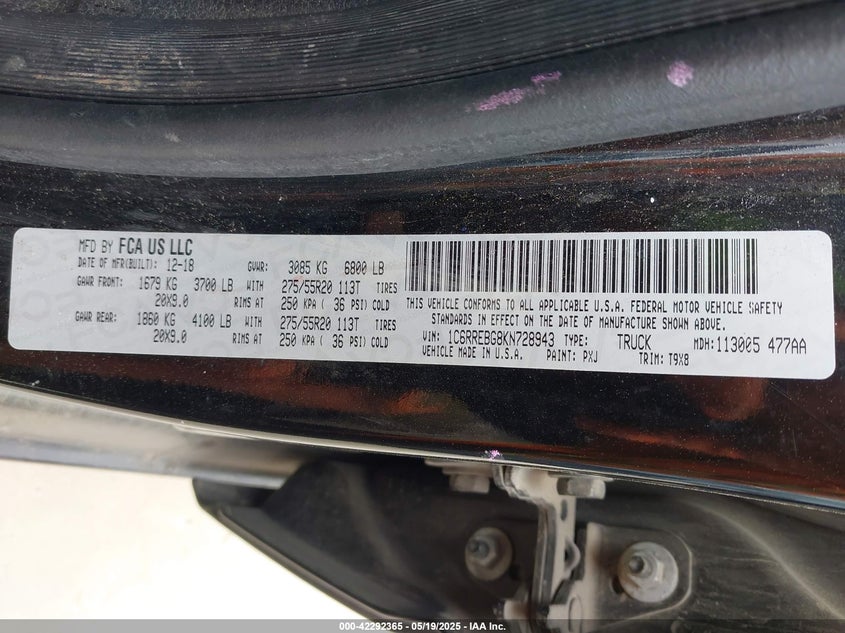 MFD BY FCA US LLC
DATE OF MFR(BUILT): 12-18 GVWR: 3085 KG 6800 LB
GAWR FRONT: 1679 KG 3700 LB WITH 275/55R20 113T TIRES
20X9.0 RIMS AT 250 KPA ( 36 PSI) COLD
GAWR REAR: 1860 KG 4100 LB WITH 275/55R20 113T TIRES
20X9.0 RIMS AT 250 KPA ( 36 PSI) COLD
THIS VEHICLE CONFORMS TO ALL APPLICABLE U.S.A. FEDERAL MOTOR VEHICLE SAFETY
STANDARDS IN EFFECT ON THE DATE OF MANUFACTURE SHOWN ABOVE.
VIN: 1C6RREBG8KN728943 TYPE: TRUCK MDH: 113005 477AA
VEHICLE MADE IN U.S.A. PAINT: PXJ TRIM: T9X8
000-42292365 - 05/19/2025 - IAA Inc.